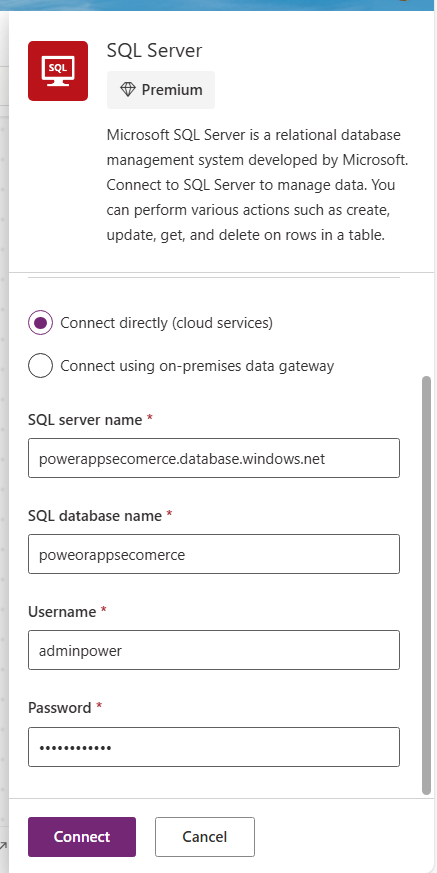 SQL Server
SQL
Premium
Microsoft SQL Server is a relational database
management system developed by Microsoft.
Connect to SQL Server to manage data. You
can perform various actions such as create,
update, get, and delete on rows in a table.
Connect directly (cloud services)
Connect using on-premises data gateway
SQL server name *
powerappsecomerce.database.windows.net
SQL database name *
poweorappsecomerce
Username *
adminpower
Password *
••••••••••••
Connect
Cancel